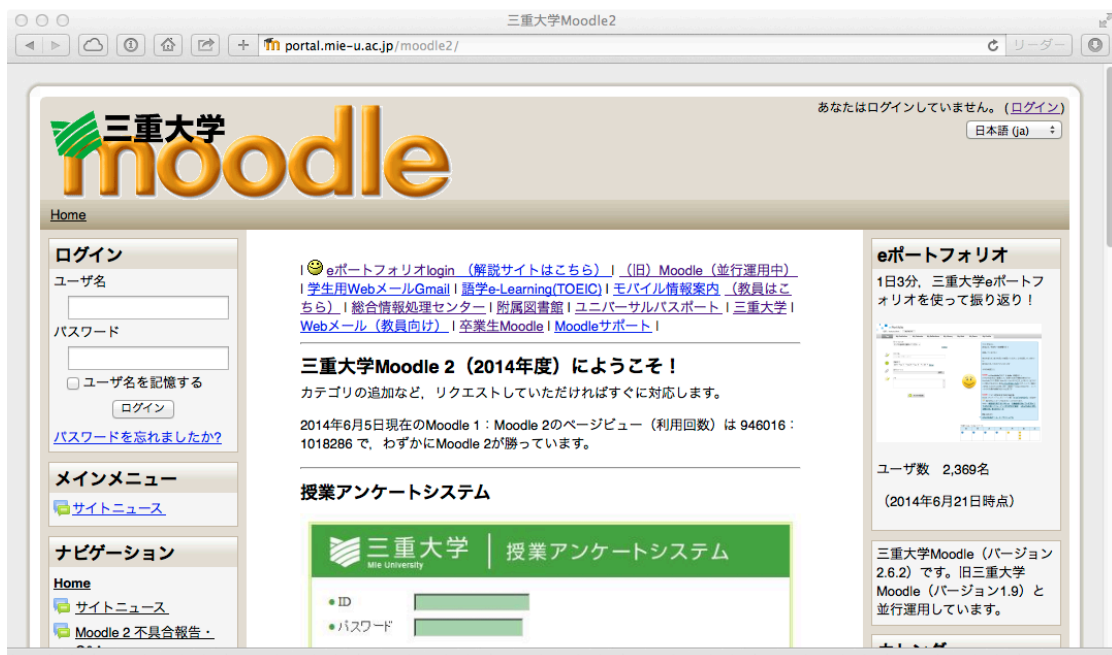 三重大学Moodle2
portal.mie-u.ac.jp/moodle2/
リーダー
三重大学
moodle
あなたはログインしていません。 (ログイン)
日本語 (ja)
Home
ログイン
ユーザ名
パスワード
ユーザ名を記憶する
ログイン
パスワードを忘れましたか?
メインメニュー
サイトニュース
ナビゲーション
Home
サイトニュース
Moodle 2 不具合報告・
| eポートフォリオlogin （解説サイトはこちら） | （旧）Moodle（並行運用中）
| 学生用WebメールGmail | 語学e-Learning(TOEIC) | モバイル情報案内 （教員はこ
ちら） | 総合情報処理センター | 附属図書館 | ユニバーサルパスポート | 三重大学 |
Webメール（教員向け） | 卒業生Moodle | Moodleサポート |
三重大学Moodle 2（2014年度）にようこそ！
カテゴリの追加など，リクエストしていただければすぐに対応します。
2014年6月5日現在のMoodle 1：Moodle 2のページビュー（利用回数）は 946016：
1018286 で，わずかにMoodle 2が勝っています。
授業アンケートシステム
三重大学 授業アンケートシステム
Mie University
ID
パスワード
eポートフォリオ
1日3分，三重大学eポートフ
ォリオを使って振り返り！
ユーザ数 2,369名
（2014年6月21日時点）
三重大学Moodle（バージョン
2.6.2）です。旧三重大学
Moodle（バージョン1.9）と
並行運用しています。